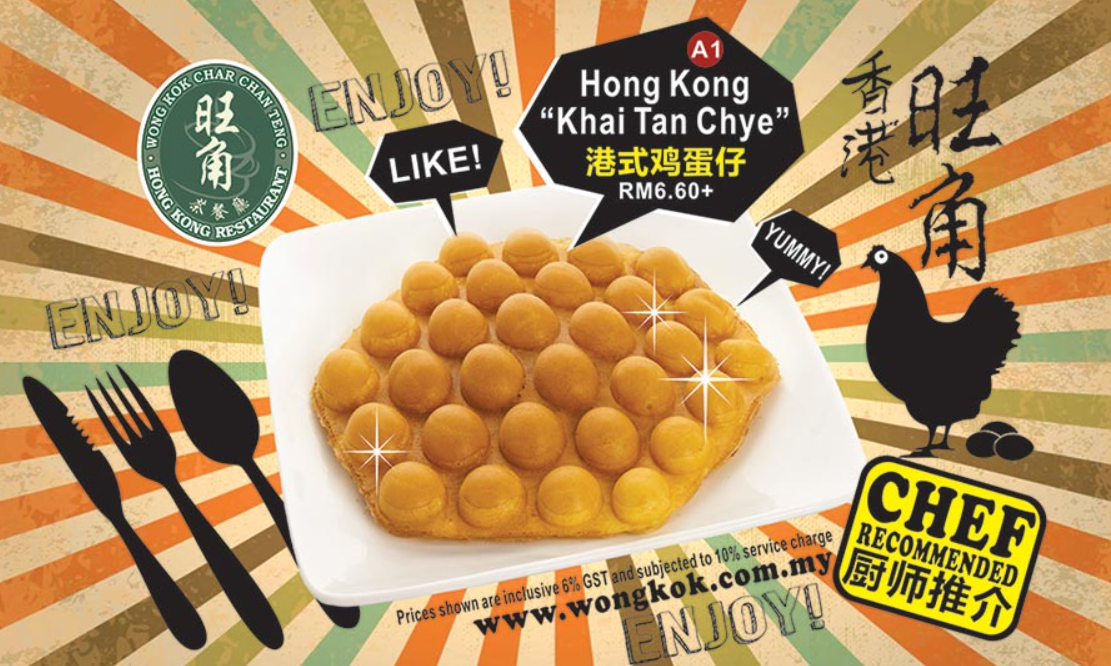 WONG KOK CHAR CHAN TENG
旺角
茶餐廳
HONG KONG RESTAURANT
ENJOY!
LIKE!
A1
Hong Kong
“Khai Tan Chye”
港式鸡蛋仔
RM6.60+
YUMMY!
香港
旺角
ENJOY!
CHEF
RECOMMENDED
厨师推介
Prices shown are inclusive 6% GST and subjected to 10% service charge
www.wongkok.com.my
ENJOY!